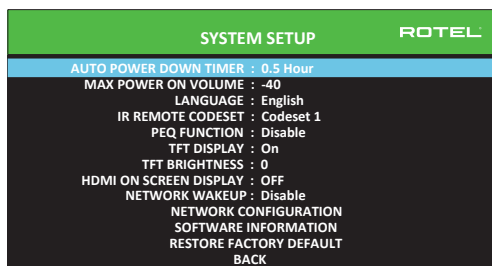 SYSTEM SETUP
ROTEL
AUTO POWER DOWN TIMER : 0.5 Hour
MAX POWER ON VOLUME : -40
LANGUAGE : English
IR REMOTE CODESET : Codeset 1
PEQ FUNCTION : Disable
TFT DISPLAY : On
TFT BRIGHTNESS : 0
HDMI ON SCREEN DISPLAY : OFF
NETWORK WAKEUP : Disable
NETWORK CONFIGURATION
SOFTWARE INFORMATION
RESTORE FACTORY DEFAULT
BACK